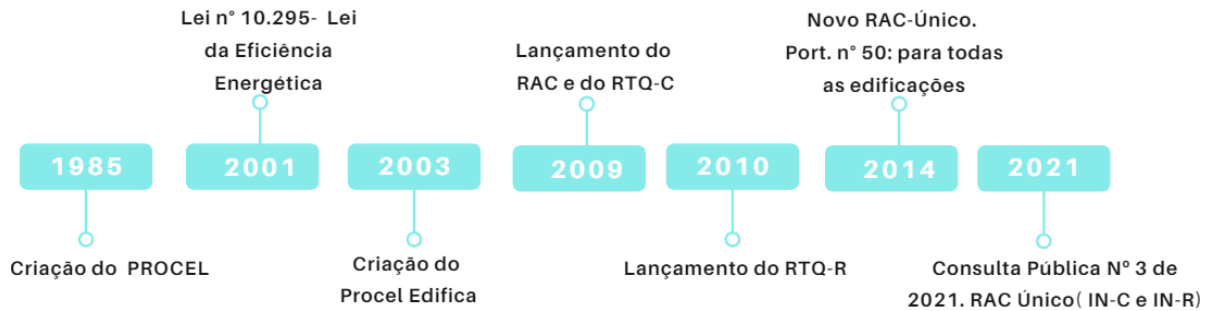 Lei n° 10.295- Lei
da Eficiência
Energética
Lançamento do
RAC e do RTQ-C
Novo RAC-Único.
Port. n° 50: para todas
as edificações
1985
2001
2003
2009
2010
2014
2021
Criação do PROCEL
Criação do
Procel Edifica
Lançamento do RTQ-R
Consulta Pública Nº 3 de
2021. RAC Único( IN-C e IN-R)